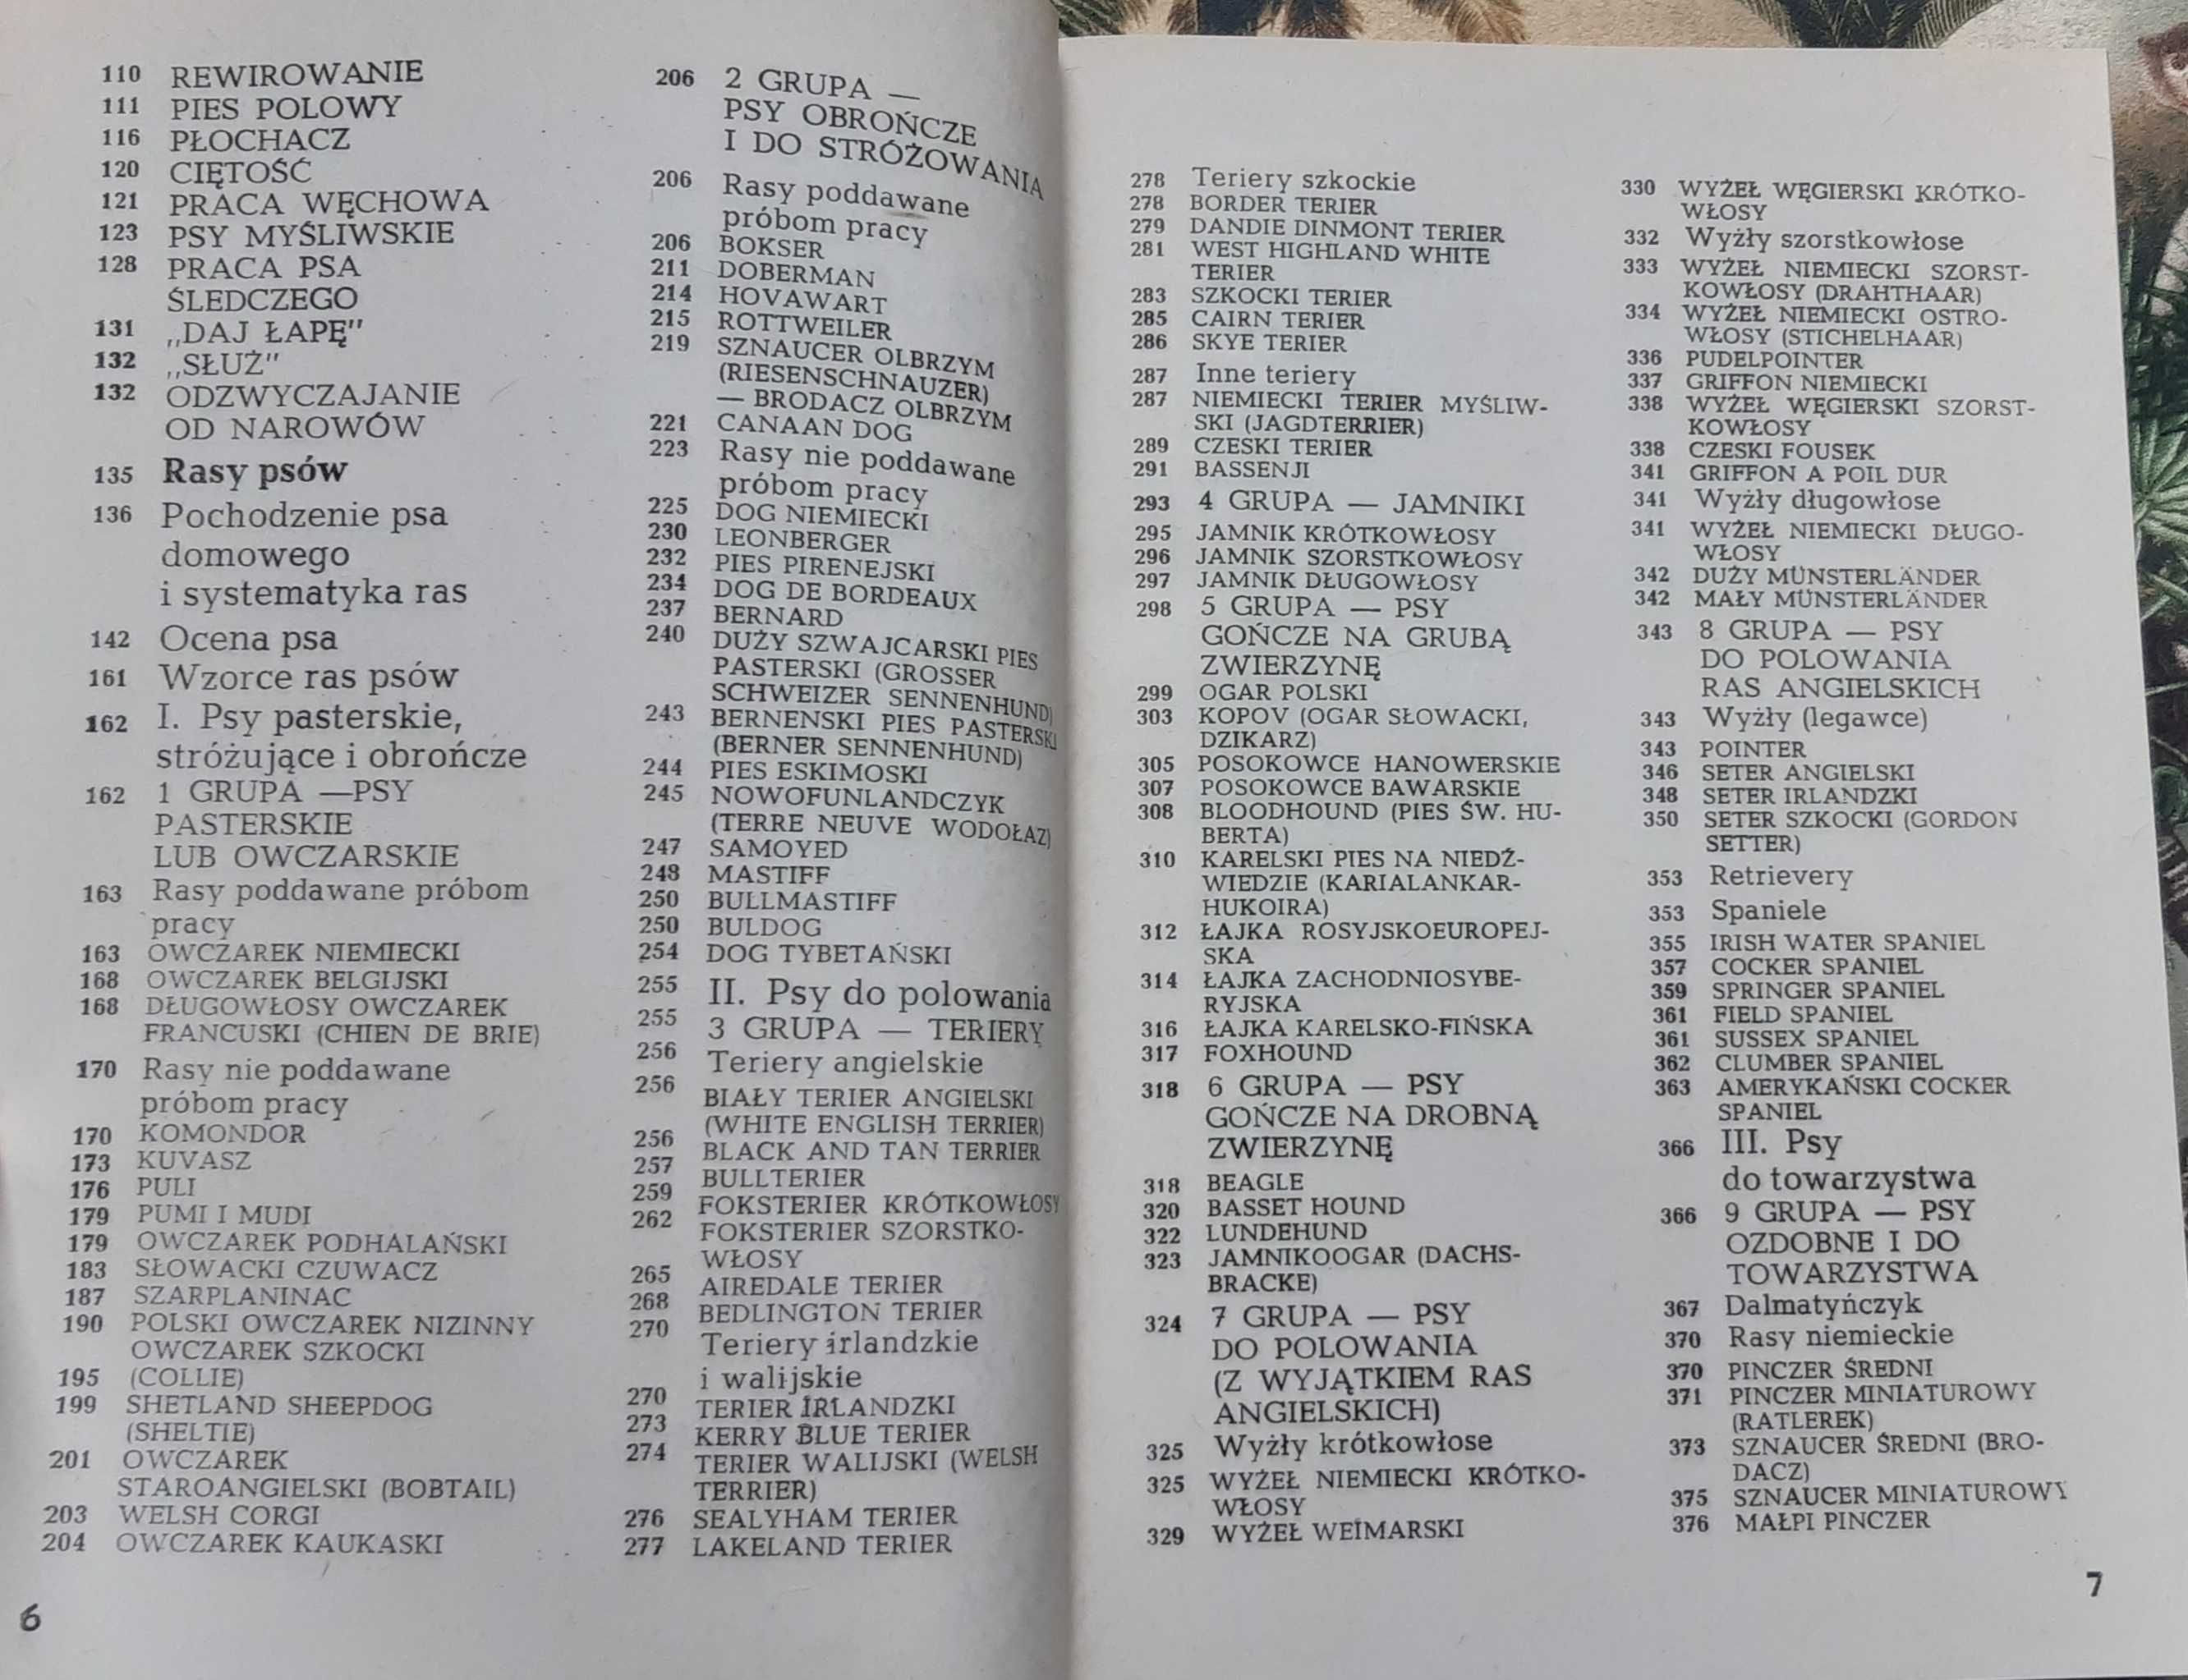 110 REWIROWANIE
111 PIES POLOWY
116 PŁOCHACZ
120 CIĘTOŚĆ
121 PRACA WĘCHOWA
123 PSY MYŚLIWSKIE
128 PRACA PSA
ŚLEDCZEGO
131 „DAJ ŁAPĘ"
132 „SŁUŻ"
132 ODZWYCZAJANIE
OD NAROWÓW
135 Rasy psów
136 Pochodzenie psa
domowego
i systematyka ras
142 Ocena psa
161 Wzorce ras psów
162 I. Psy pasterskie,
stróżujące i obrończe
162 1 GRUPA —PSY
PASTERSKIE
LUB OWCZARSKIE
163 Rasy poddawane próbom
pracy
163 OWCZAREK NIEMIECKI
168 OWCZAREK BELGIJSKI
168 DŁUGOWŁOSY OWCZAREK
FRANCUSKI (CHIEN DE BRIE)
170 Rasy nie poddawane
próbom pracy
170 KOMONDOR
173 KUVASZ
176 PULI
179 PUMI I MUDI
179 OWCZAREK PODHALAŃSKI
183 SŁOWACKI CZUWACZ
187 SZARPLANINAC
190 POLSKI OWCZAREK NIZINNY
OWCZAREK SZKOCKI
195 (COLLIE)
199 SHETLAND SHEEPDOG
(SHELTIE)
201 OWCZAREK
STAROANGIELSKI (BOBTAIL)
203 WELSH CORGI
204 OWCZAREK KAUKASKI
6
206 2 GRUPA —
PSY OBROŃCZE
I DO STRÓŻOWANIA
206 Rasy poddawane
próbom pracy
206 BOKSER
211 DOBERMAN
214 HOVAWART
215 ROTTWEILER
219 SZNAUCER OLBRZYM
(RIESENSCHNAUZER)
— BRODACZ OLBRZYM
221 CANAAN DOG
223 Rasy nie poddawane
próbom pracy
225 DOG NIEMIECKI
230 LEONBERGER
232 PIES PIRENEJSKI
234 DOG DE BORDEAUX
237 BERNARD
240 DUŻY SZWAJCARSKI PIES
PASTERSKI (GROSSER
SCHWEIZER SENNENHUND)
243 BERNENSKI PIES PASTERSKI
(BERNER SENNENHUND)
244 PIES ESKIMOSKI
245 NOWOFUNLANDCZYK
(TERRE NEUVE WODOŁAZ)
247 SAMOYED
248 MASTIFF
250 BULLMASTIFF
250 BULDOG
254 DOG TYBETAŃSKI
255 II. Psy do polowania
255 3 GRUPA — TERIERY
256 Teriery angielskie
256 BIAŁY TERIER ANGIELSKI
(WHITE ENGLISH TERRIER)
256 BLACK AND TAN TERRIER
257 BULLTERIER
259 FOKSTERIER KRÓTKOWŁOSY
262 FOKSTERIER SZORSTKO-
WŁOSY
265 AIREDALE TERIER
268 BEDLINGTON TERIER
270 Teriery irlandzkie
i walijskie
270 TERIER IRLANDZKI
273 KERRY BLUE TERIER
274 TERIER WALIJSKI (WELSH
TERRIER)
276 SEALYHAM TERIER
277 LAKELAND TERIER
278 Teriery szkockie
278 BORDER TERIER
279 DANDIE DINMONT TERIER
281 WEST HIGHLAND WHITE
TERIER
283 SZKOCKI TERIER
285 CAIRN TERIER
286 SKYE TERIER
287 Inne teriery
287 NIEMIECKI TERIER MYŚLIW-
SKI (JAGDTERRIER)
289 CZESKI TERIER
291 BASSENJI
293 4 GRUPA — JAMNIKI
295 JAMNIK KRÓTKOWŁOSY
296 JAMNIK SZORSTKOWŁOSY
297 JAMNIK DŁUGOWŁOSY
298 5 GRUPA — PSY
GOŃCZE NA GRUBĄ
ZWIERZYNĘ
299 OGAR POLSKI
303 KOPOV (OGAR SŁOWACKI,
DZIKARZ)
305 POSOKOWCE HANOWERSKIE
307 POSOKOWCE BAWARSKIE
308 BLOODHOUND (PIES ŚW. HU-
BERTA)
310 KARELSKI PIES NA NIEDŹ-
WIEDZIE (KARIALANKAR-
HUKOIRA)
312 ŁAJKA ROSYJSKOEUROPEJ-
SKA
314 ŁAJKA ZACHODNIOSYBE-
RYJSKA
316 ŁAJKA KARELSKO-FIŃSKA
317 FOXHOUND
318 6 GRUPA — PSY
GOŃCZE NA DROBNĄ
ZWIERZYNĘ
318 BEAGLE
320 BASSET HOUND
322 LUNDEHUND
323 JAMNIKOOGAR (DACHS-
BRACKE)
324 7 GRUPA — PSY
DO POLOWANIA
(Z WYJĄTKIEM RAS
ANGIELSKICH)
325 Wyżły krótkowłose
325 WYŻEŁ NIEMIECKI KRÓTKO-
WŁOSY
329 WYŻEŁ WEIMARSKI
330 WYŻEŁ WĘGIERSKI KRÓTKO-
WŁOSY
332 Wyżły szorstkowłose
333 WYŻEŁ NIEMIECKI SZORST-
KOWŁOSY (DRAHTHAAR)
334 WYŻEŁ NIEMIECKI OSTRO-
WŁOSY (STICHELHAAR)
336 PUDELPOINTER
337 GRIFFON NIEMIECKI
338 WYŻEŁ WĘGIERSKI SZORST-
KOWŁOSY
338 CZESKI FOUSEK
341 GRIFFON A POIL DUR
341 Wyżły długowłose
341 WYŻEŁ NIEMIECKI DŁUGO-
WŁOSY
342 DUŻY MÜNSTERLÄNDER
342 MAŁY MÜNSTERLÄNDER
343 8 GRUPA — PSY
DO POLOWANIA
RAS ANGIELSKICH
343 Wyżły (legawce)
343 POINTER
346 SETER ANGIELSKI
348 SETER IRLANDZKI
350 SETER SZKOCKI (GORDON
SETTER)
353 Retrievery
353 Spaniele
355 IRISH WATER SPANIEL
357 COCKER SPANIEL
359 SPRINGER SPANIEL
361 FIELD SPANIEL
361 SUSSEX SPANIEL
362 CLUMBER SPANIEL
363 AMERYKAŃSKI COCKER
SPANIEL
366 III. Psy
do towarzystwa
366 9 GRUPA — PSY
OZDOBNE I DO
TOWARZYSTWA
367 Dalmatyńczyk
370 Rasy niemieckie
370 PINCZER ŚREDNI
371 PINCZER MINIATUROWY
(RATLEREK)
373 SZNAUCER ŚREDNI (BRO-
DACZ)
375 SZNAUCER MINIATUROWY
376 MAŁPI PINCZER
7